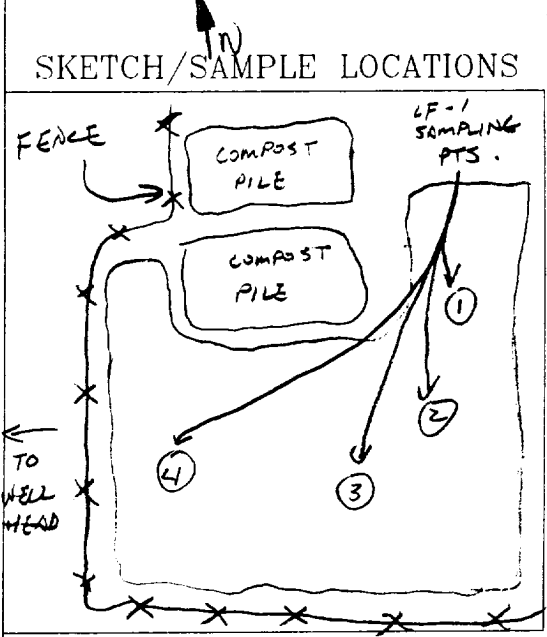 N
SKETCH/SAMPLE LOCATIONS
FENCE
COMPOST
PILE
LF-1
SAMPLING
PTS.
COMPOST
PILE
1
2
3
4
TO
WELL
HEAD